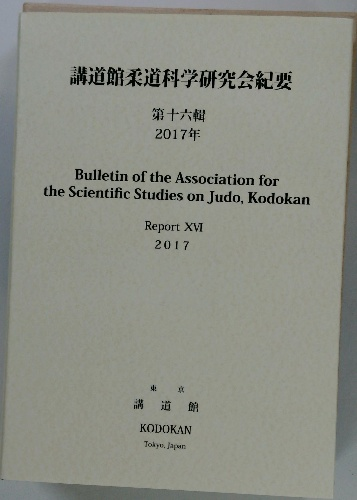 講道館柔道科学研究会紀要
第十六輯
2017年
Bulletin of the Association for
the Scientific Studies on Judo, Kodokan
Report XVI
2017
東京
講道館
KODOKAN
Tokyo, Japan